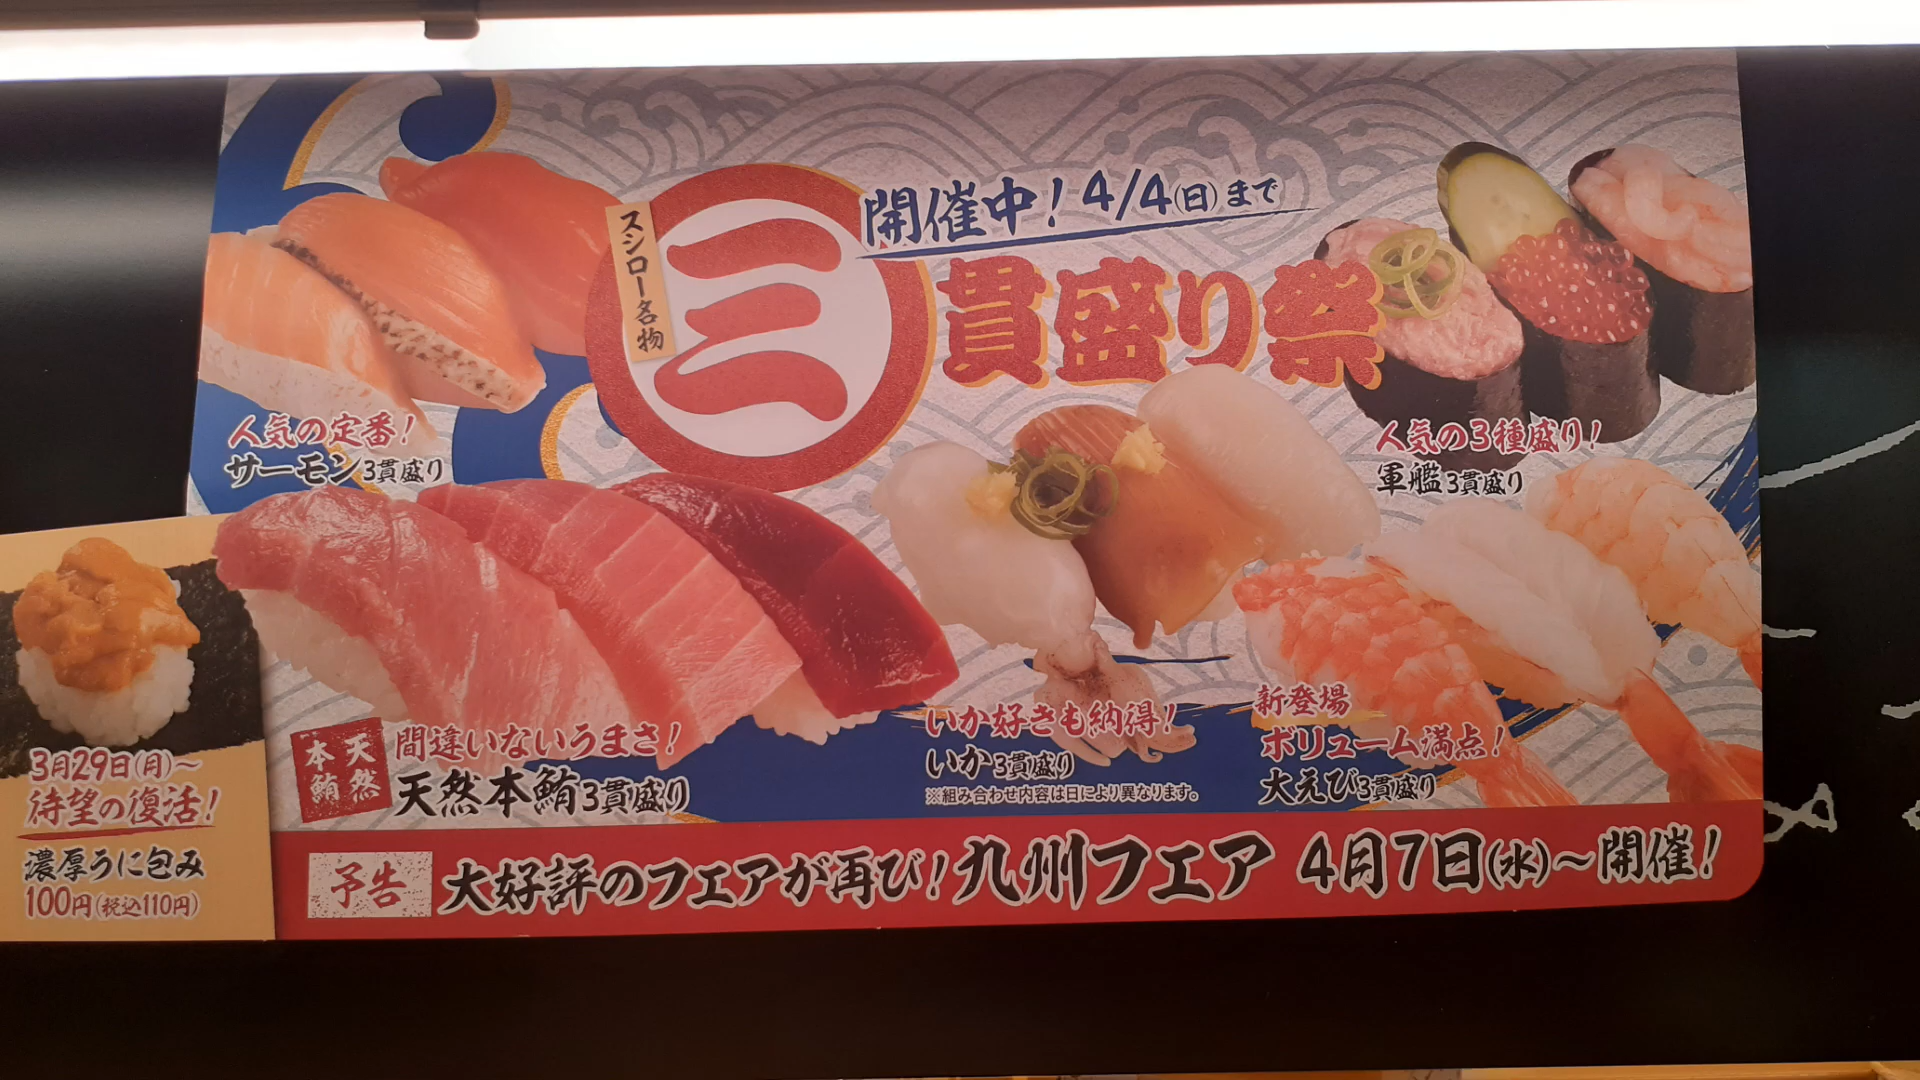 開催中!4/4(日)まで
スシロー名物
三貫盛り祭
人気の定番!
サーモン3貫盛り
人気の3種盛り!
軍艦3貫盛り
天然
本鮪
間違いないうまさ!
天然本鮪3貫盛り
いか好きも納得!
いか3貫盛り
※組み合わせ内容は日により異なります。
新登場
ボリューム満点!
大えび3貫盛り
3月29日(月)~
待望の復活!
濃厚うに包み
100円(税込110円)
予告 大好評のフェアが再び!九州フェア 4月7日(水)~開催!